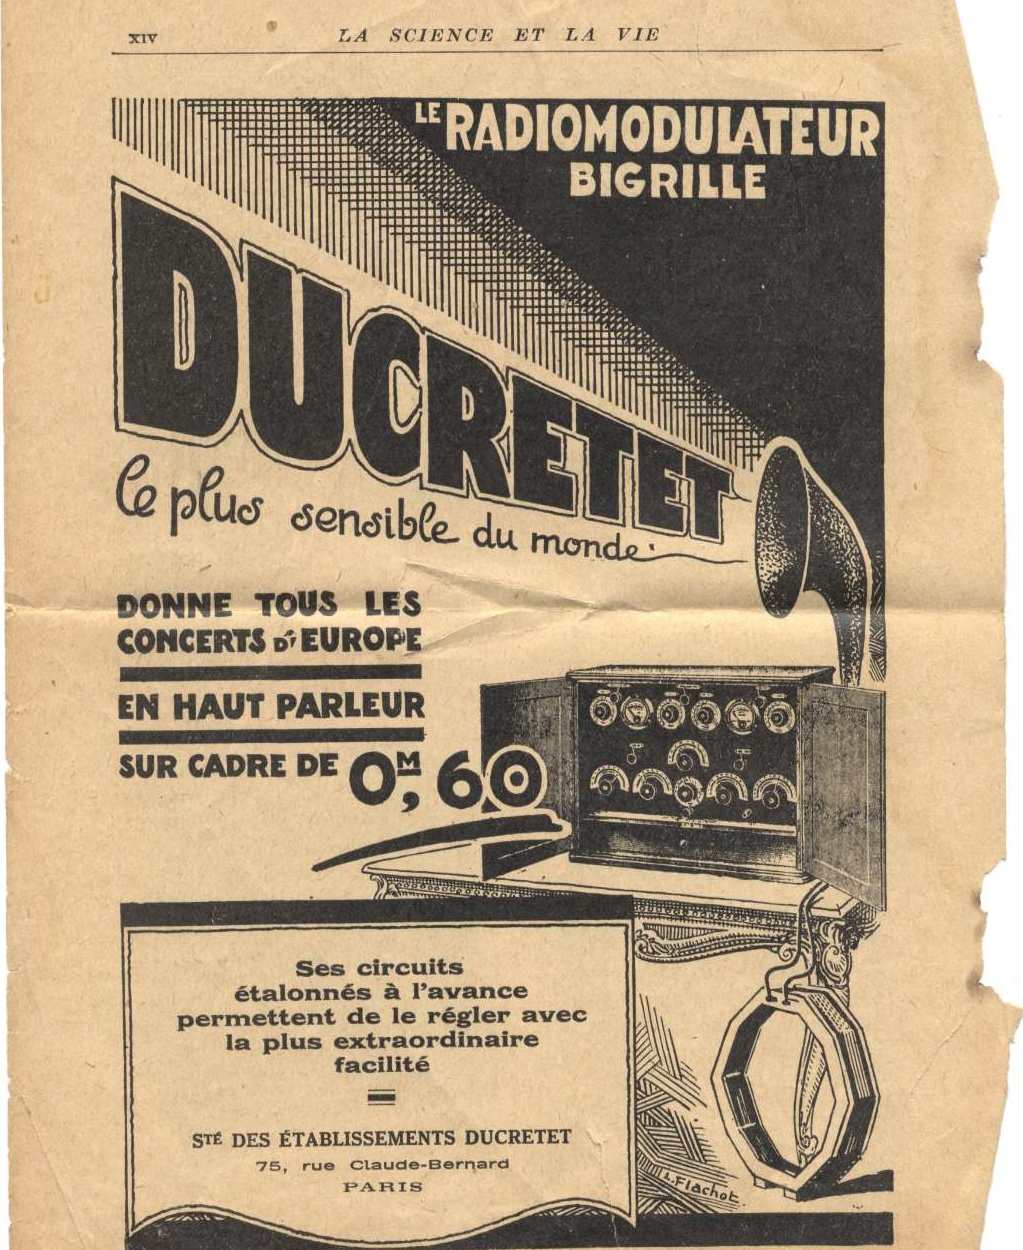 XIV
LA SCIENCE ET LA VIE
LE RADIOMODULATEUR
BIGRILLE
DUCRETET
le plus sensible du monde
DONNE TOUS LES
CONCERTS D'EUROPE
EN HAUT PARLEUR
SUR CADRE DE 0M,60
Ses circuits
étalonnés à l'avance
permettent de le régler avec
la plus extraordinaire
facilité
STÉ DES ÉTABLISSEMENTS DUCRETET
75, rue Claude-Bernard
PARIS
L.Flachot.